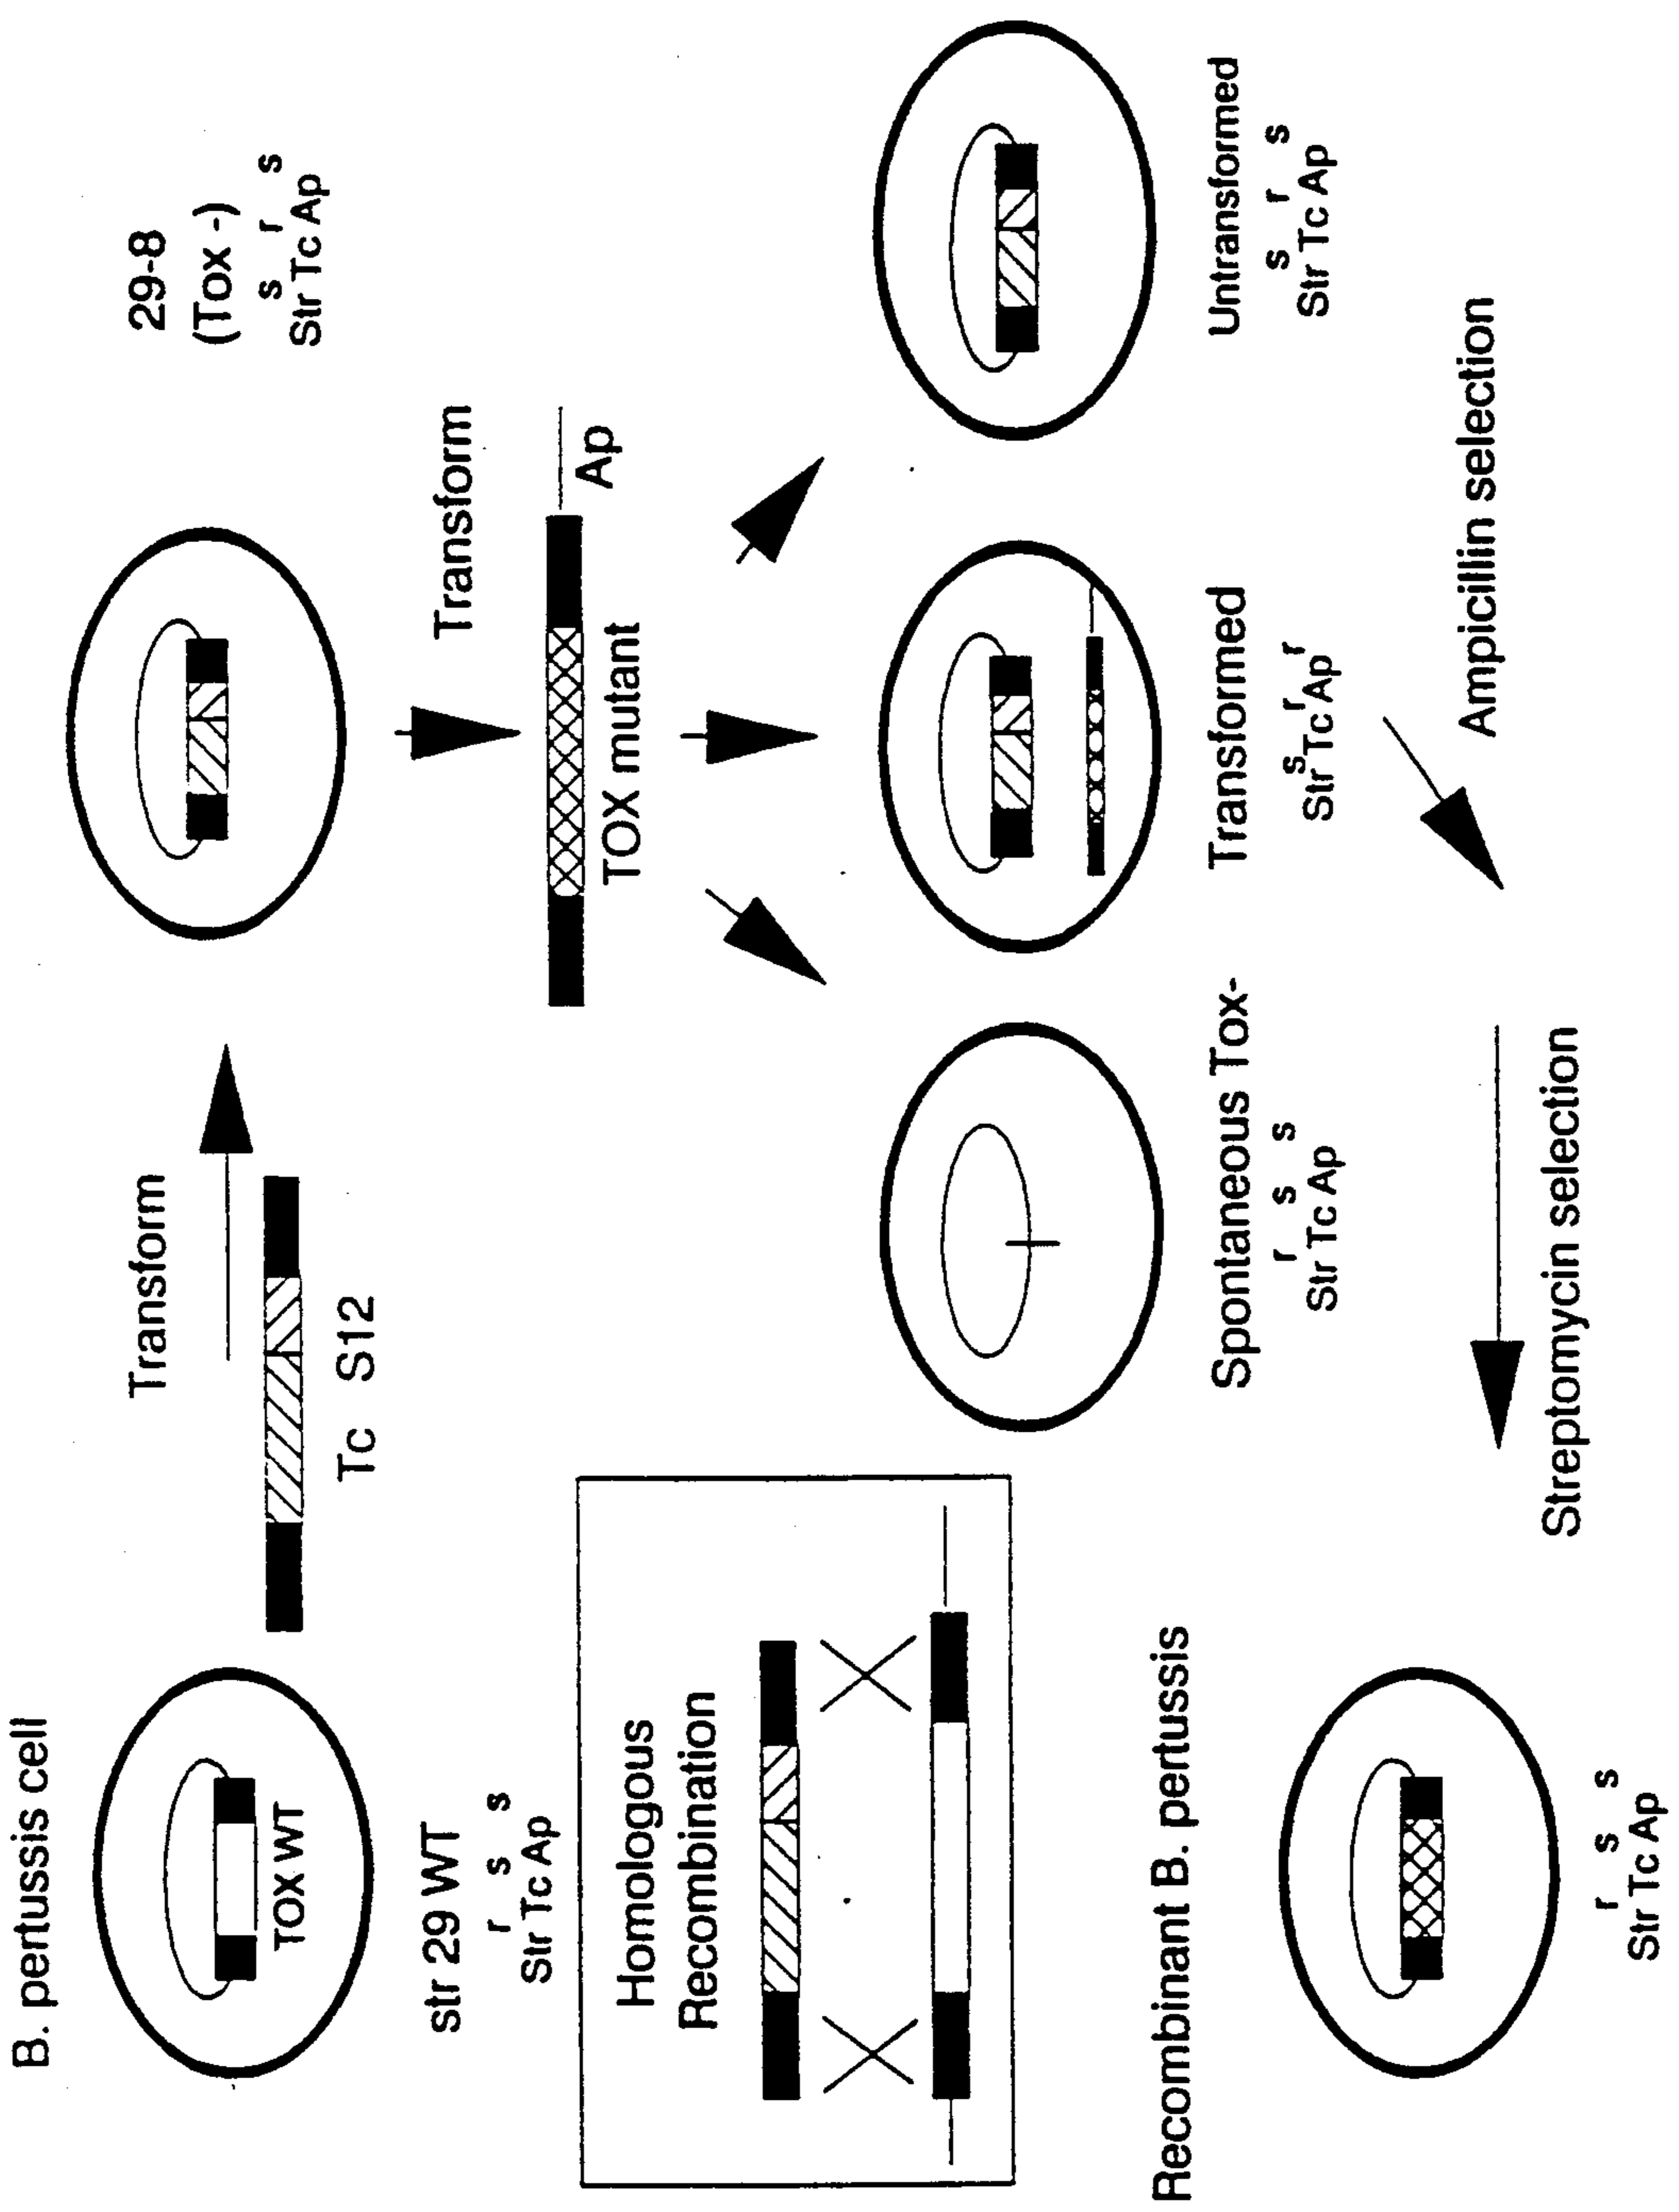 B. pertussis cell
TOX WT
str 29 WT
r s s
Str Tc Ap
Transform
Tc S12
29-8
(Tox -)
s r s
Str Tc Ap
Transform
Ap
TOX mutant
Homologous
Recombination
Spontaneous Tox-
r s s
Str Tc Ap
Transformed
s r r
Str Tc Ap
Untransformed
s r s
Str Tc Ap
Ampicillin selection
Streptomycin selection
Recombinant B. pertussis
r s s
Str Tc Ap